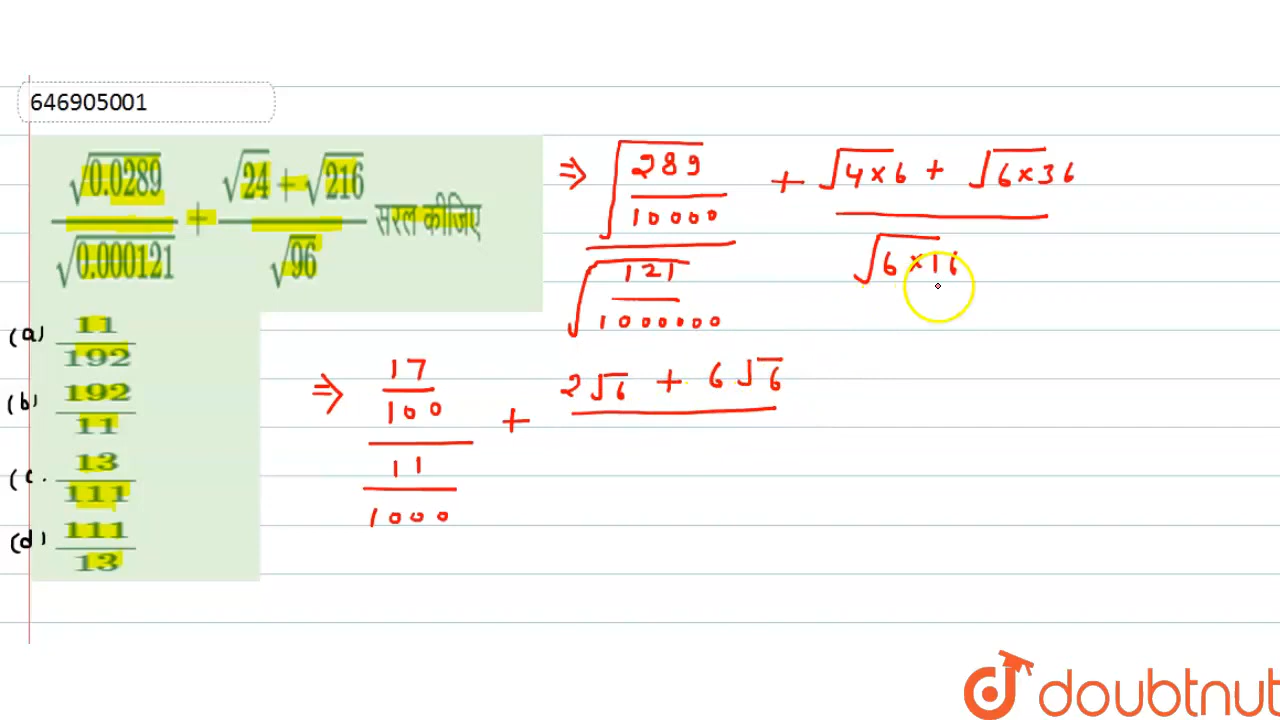 646905001
√0.0289/√0.000121 + (√24+√216)/√96 सरल कीजिए
⇒ √(289/10000)/√(121/1000000) + (√4×6 + √6×36)/√6×16
(a) 11/192
(b) 192/11
(c. 13/111
(d) 111/13
⇒ (17/100)/(11/1000) + 2√6 + 6√6
doubtnut